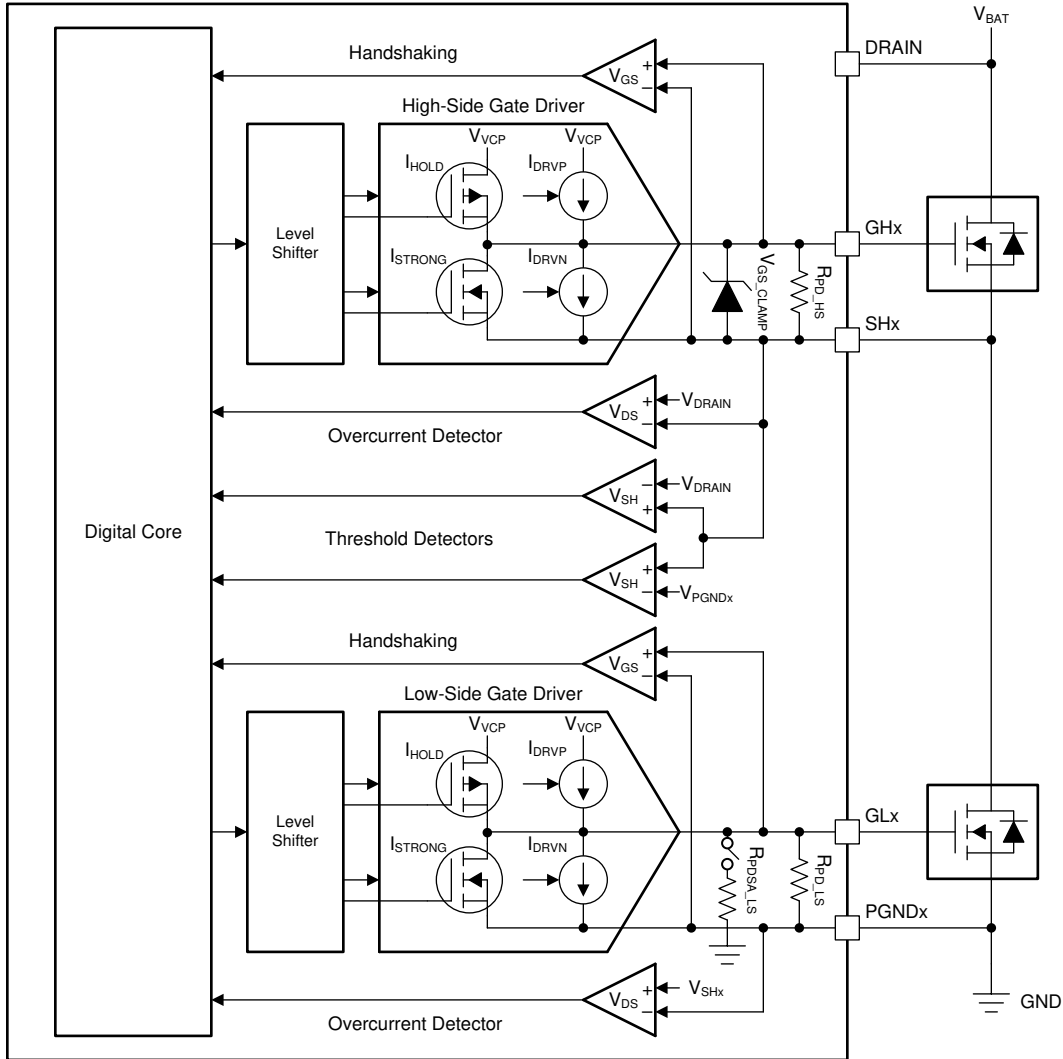 V_BAT
DRAIN
Handshaking
V_GS
+
−
High-Side Gate Driver
V_VCP
V_VCP
I_HOLD
I_DRVP
Level
Shifter
GHx
I_STRONG
I_DRVN
V_GS_CLAMP
R_PD_HS
SHx
V_DS
+
−
V_DRAIN
Overcurrent Detector
V_SH
−
+
V_DRAIN
Digital Core
Threshold Detectors
V_SH
+
−
V_PGNDx
Handshaking
V_GS
+
−
Low-Side Gate Driver
V_VCP
V_VCP
I_HOLD
I_DRVP
Level
Shifter
GLx
I_STRONG
I_DRVN
R_PDSA_LS
R_PD_LS
PGNDx
V_DS
+
−
V_SHx
GND
Overcurrent Detector